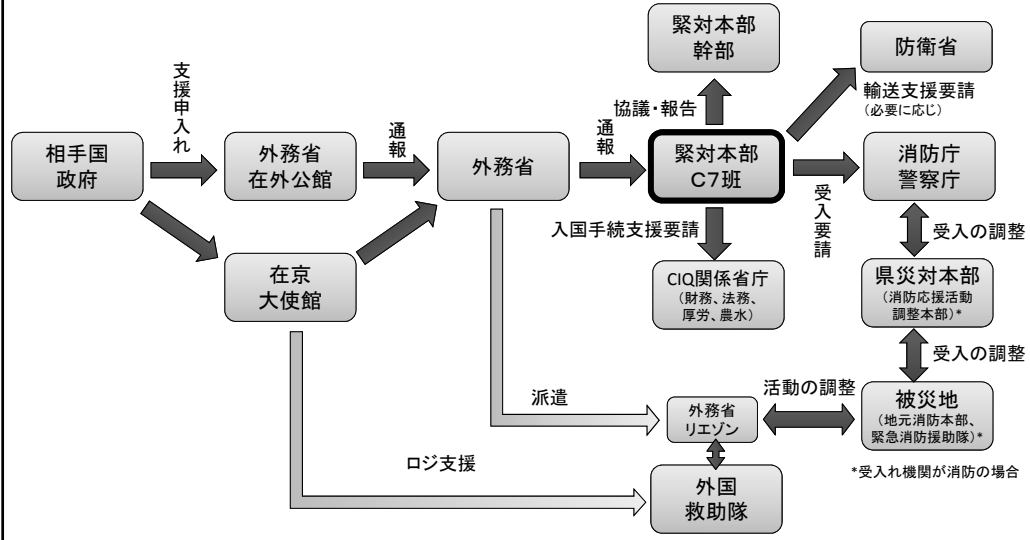 緊対本部
幹部
防衛省
支援申入れ
協議・報告
輸送支援要請
（必要に応じ）
通報
通報
相手国
政府
外務省
在外公館
外務省
緊対本部
C7班
消防庁
警察庁
受入要請
入国手続支援要請
受入の調整
在京
大使館
CIQ関係省庁
（財務、法務、
厚労、農水）
県災対本部
（消防応援活動
調整本部）*
受入の調整
派遣
活動の調整
外務省
リエゾン
被災地
（地元消防本部、
緊急消防援助隊）*
ロジ支援
*受入れ機関が消防の場合
外国
救助隊